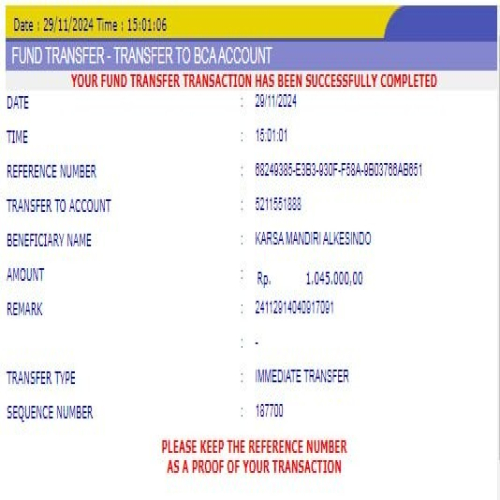 Date : 29/11/2024 Time : 15:01:06
FUND TRANSFER - TRANSFER TO BCA ACCOUNT
YOUR FUND TRANSFER TRANSACTION HAS BEEN SUCCESSFULLY COMPLETED
DATE : 29/11/2024
TIME : 15:01:01
REFERENCE NUMBER : 68249385-E3B3-930F-F58A-9B03766AB651
TRANSFER TO ACCOUNT : 5211551888
BENEFICIARY NAME : KARSA MANDIRI ALKESINDO
AMOUNT : Rp. 1.045.000,00
REMARK : 24112914040917091
: -
TRANSFER TYPE : IMMEDIATE TRANSFER
SEQUENCE NUMBER : 187700
PLEASE KEEP THE REFERENCE NUMBER
AS A PROOF OF YOUR TRANSACTION